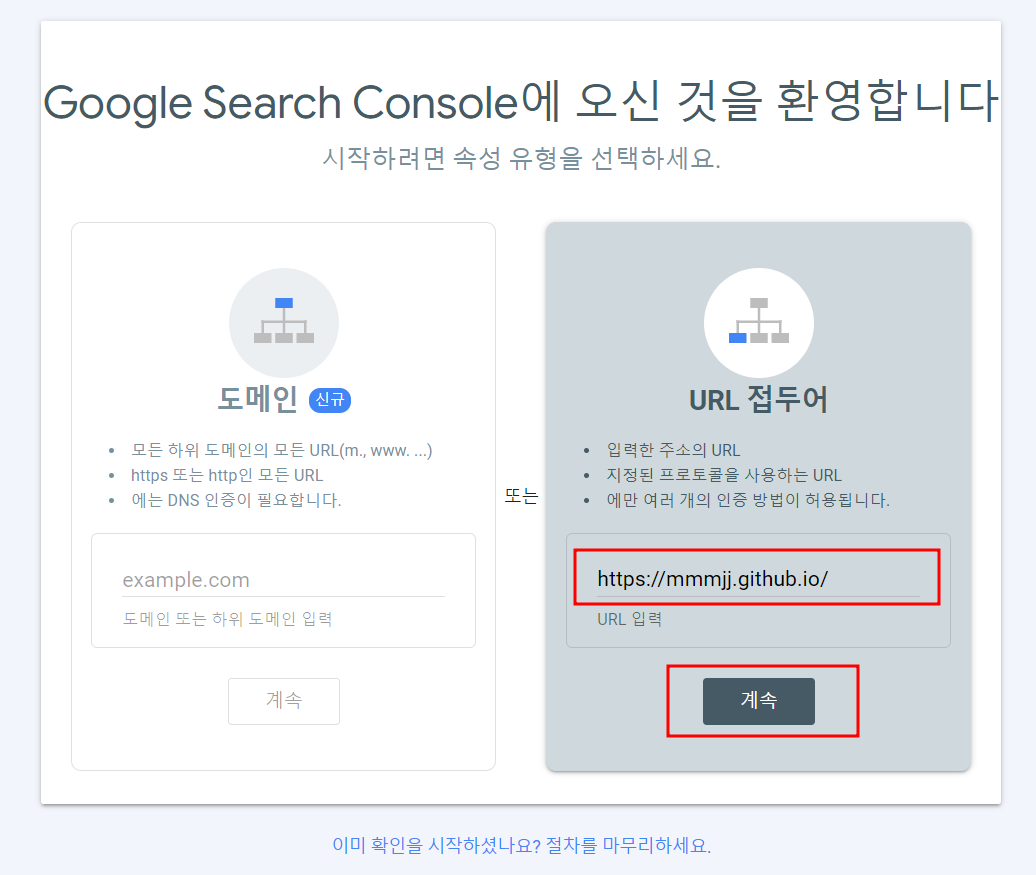 Google Search Console에 오신 것을 환영합니다
시작하려면 속성 유형을 선택하세요.
도메인 신규
• 모든 하위 도메인의 모든 URL(m., www. ...)
• https 또는 http인 모든 URL
• 에는 DNS 인증이 필요합니다.
example.com
도메인 또는 하위 도메인 입력
계속
또는
URL 접두어
• 입력한 주소의 URL
• 지정된 프로토콜을 사용하는 URL
• 에만 여러 개의 인증 방법이 허용됩니다.
https://mmmjj.github.io/
URL 입력
계속
이미 확인을 시작하셨나요? 절차를 마무리하세요.